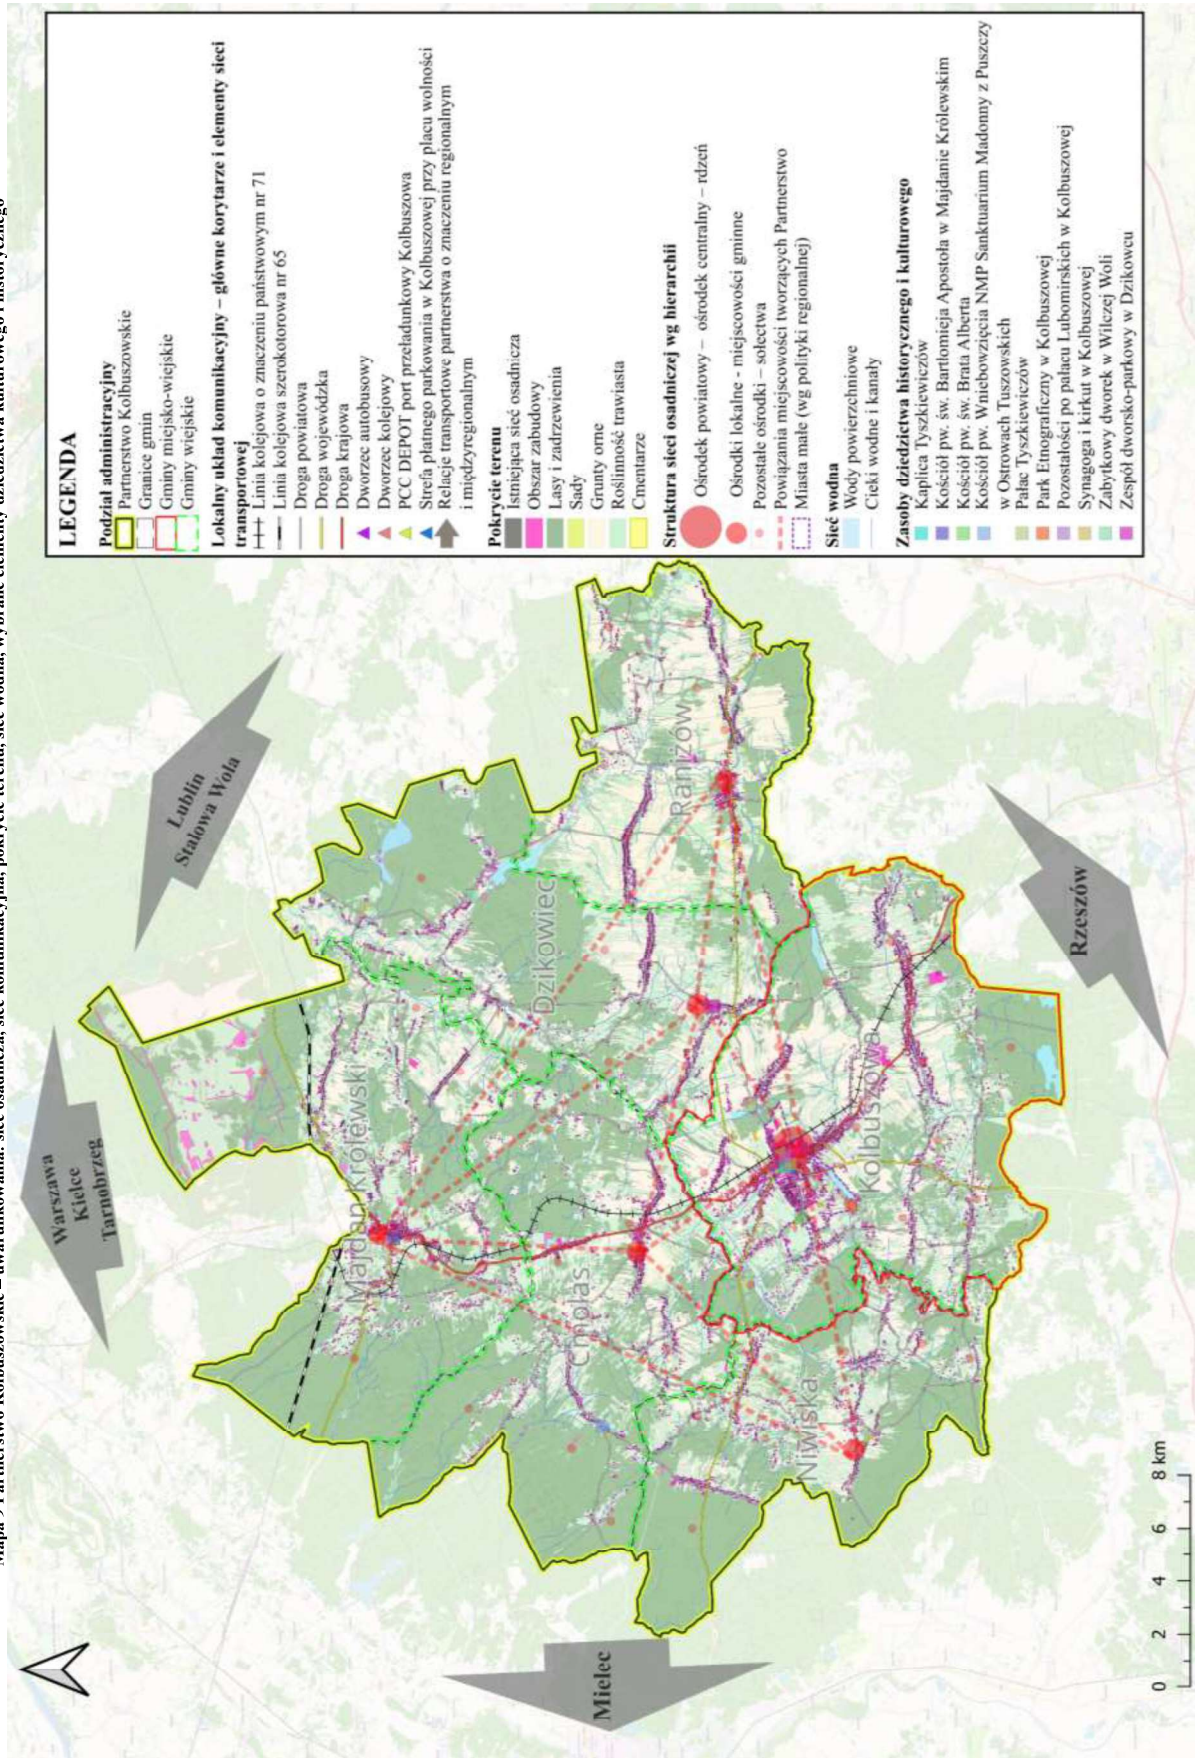 Mapa 9 Partnerstwo Kolbuszowskie – uwarunkowania: sieć osadnicza, sieć komunikacyjna, pokrycie terenu, sieć wodna, wybrane elementy dziedzictwa kulturowego i historycznego
Warszawa
Kielce
Tarnobrzeg
Lublin
Stalowa Wola
Mielec
Rzeszów
Majdan Królewski
Cmolas
Dzikowiec
Raniżów
Niwiska
Kolbuszowa
0 2 4 6 8 km
LEGENDA
Podział administracyjny
Partnerstwo Kolbuszowskie
Granice gmin
Gminy miejsko-wiejskie
Gminy wiejskie
Lokalny układ komunikacyjny – główne korytarze i elementy sieci
transportowej
Linia kolejowa o znaczeniu państwowym nr 71
Linia kolejowa szerokotorowa nr 65
Droga powiatowa
Droga wojewódzka
Droga krajowa
Dworzec autobusowy
Dworzec kolejowy
PCC DEPOT port przeładunkowy Kolbuszowa
Strefa płatnego parkowania w Kolbuszowej przy placu wolności
Relacje transportowe partnerstwa o znaczeniu regionalnym
i międzyregionalnym
Pokrycie terenu
Istniejąca sieć osadnicza
Obszar zabudowy
Lasy i zadrzewienia
Sady
Grunty orne
Roślinność trawiasta
Cmentarze
Struktura sieci osadniczej wg hierarchii
Ośrodek powiatowy – ośrodek centralny – rdzeń
Ośrodki lokalne - miejscowości gminne
Pozostałe ośrodki – sołectwa
Powiązania miejscowości tworzących Partnerstwo
Miasta małe (wg polityki regionalnej)
Sieć wodna
Wody powierzchniowe
Cieki wodne i kanały
Zasoby dziedzictwa historycznego i kulturowego
Kaplica Tyszkiewiczów
Kościół pw. św. Bartłomieja Apostoła w Majdanie Królewskim
Kościół pw. św. Brata Alberta
Kościół pw. Wniebowzięcia NMP Sanktuarium Madonny z Puszczy
w Ostrowach Tuszowskich
Pałac Tyszkiewiczów
Park Etnograficzny w Kolbuszowej
Pozostałości po pałacu Lubomirskich w Kolbuszowej
Synagoga i kirkut w Kolbuszowej
Zabytkowy dworek w Wilczej Woli
Zespół dworsko-parkowy w Dzikowcu